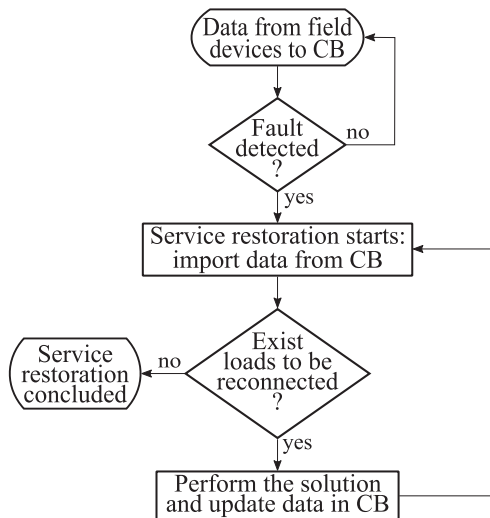 Data from field
devices to CB
Fault
detected
?
no
yes
Service restoration starts:
import data from CB
Exist
loads to be
reconnected
?
no
Service
restoration
concluded
yes
Perform the solution
and update data in CB